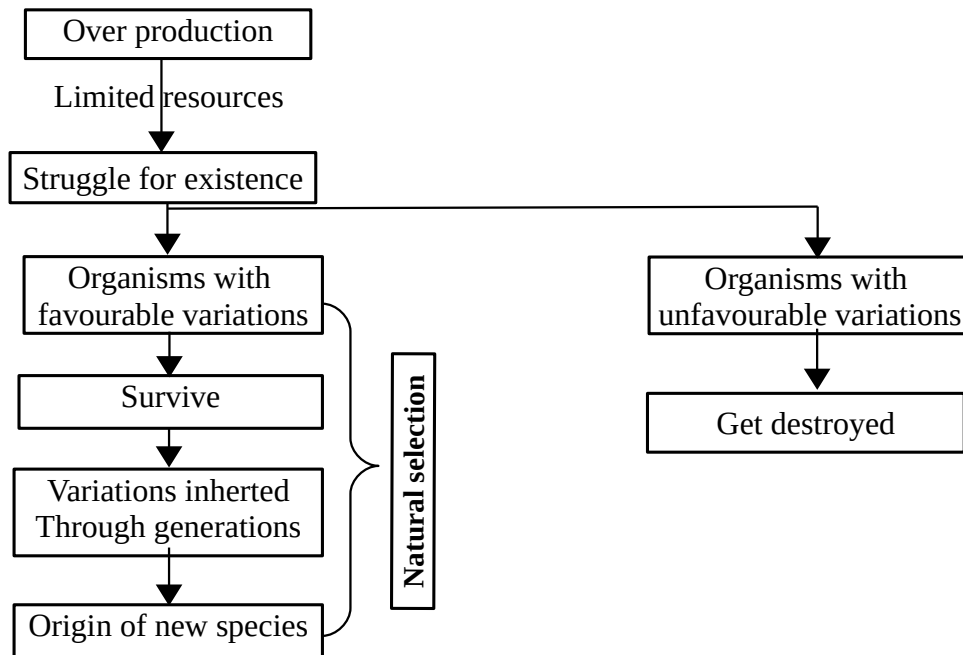 Over production
Limited resources
Struggle for existence
Organisms with
favourable variations
Organisms with
unfavourable variations
Survive
Get destroyed
Natural selection
Variations inherted
Through generations
Origin of new species